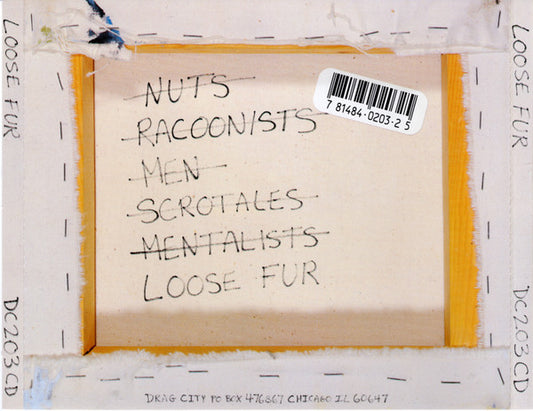 LOOSE FUR
DC203CD
NUTS
RACOONISTS
MEN
SCROTALES
MENTALISTS
LOOSE FUR
7 81484-0203-2 5
LOOSE FUR
DC203CD
DRAG CITY PO BOX 476867 CHICAGO IL 60647